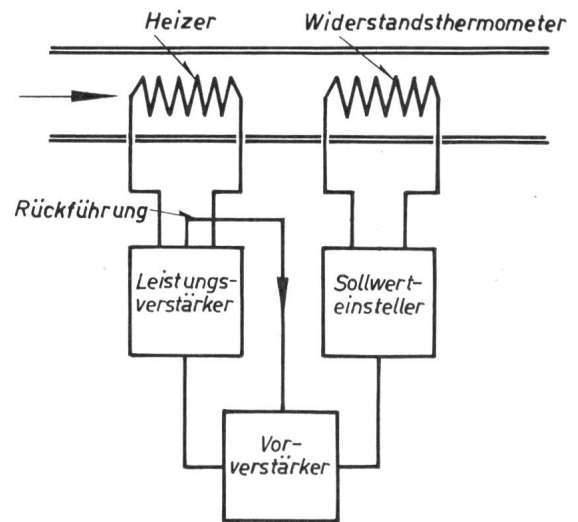 Heizer
Widerstandsthermometer
Rückführung
Leistungs-
verstärker
Sollwert-
einsteller
Vor-
verstärker